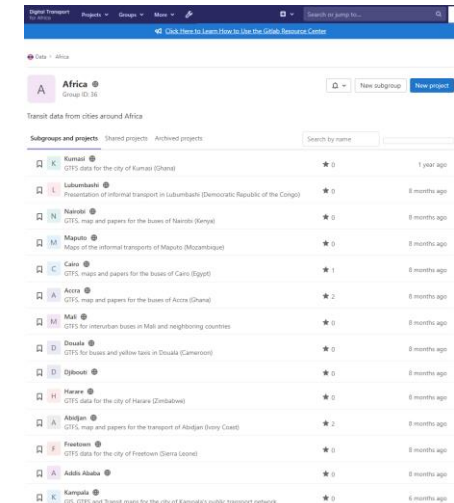 Digital Transport
for Africa
Projects
Groups
More
Search or jump to...
Click Here to Learn How to Use the Gitlab Resource Center
Data > Africa
A
Africa
Group ID: 36
New subgroup
New project
Transit data from cities around Africa
Subgroups and projects
Shared projects
Archived projects
Search by name
K
Kumasi
GTFS data for the city of Kumasi (Ghana)
0
1 year ago
L
Lubumbashi
Presentation of informal transport in Lubumbashi (Democratic Republic of the Congo)
0
8 months ago
N
Nairobi
GTFS, map and papers for the buses of Nairobi (Kenya)
0
8 months ago
M
Maputo
Maps of the informal transports of Maputo (Mozambique)
0
8 months ago
C
Cairo
GTFS, maps and papers for the buses of Cairo (Egypt)
1
8 months ago
A
Accra
GTFS, map and papers for the buses of Accra (Ghana)
2
8 months ago
M
Mali
GTFS for interurban buses in Mali and neighboring countries
0
8 months ago
D
Douala
GTFS for buses and yellow taxis in Douala (Cameroon)
0
8 months ago
D
Djibouti
0
8 months ago
H
Harare
GTFS data for the city of Harare (Zimbabwe)
0
8 months ago
A
Abidjan
GTFS, map and papers for the transport of Abidjan (Ivory Coast)
2
8 months ago
F
Freetown
GTFS data for the city of Freetown (Sierra Leone)
0
8 months ago
A
Addis Ababa
0
8 months ago
K
Kampala
GIS, GTFS and Transit maps for the city of Kampala's public transport network
0
6 months ago